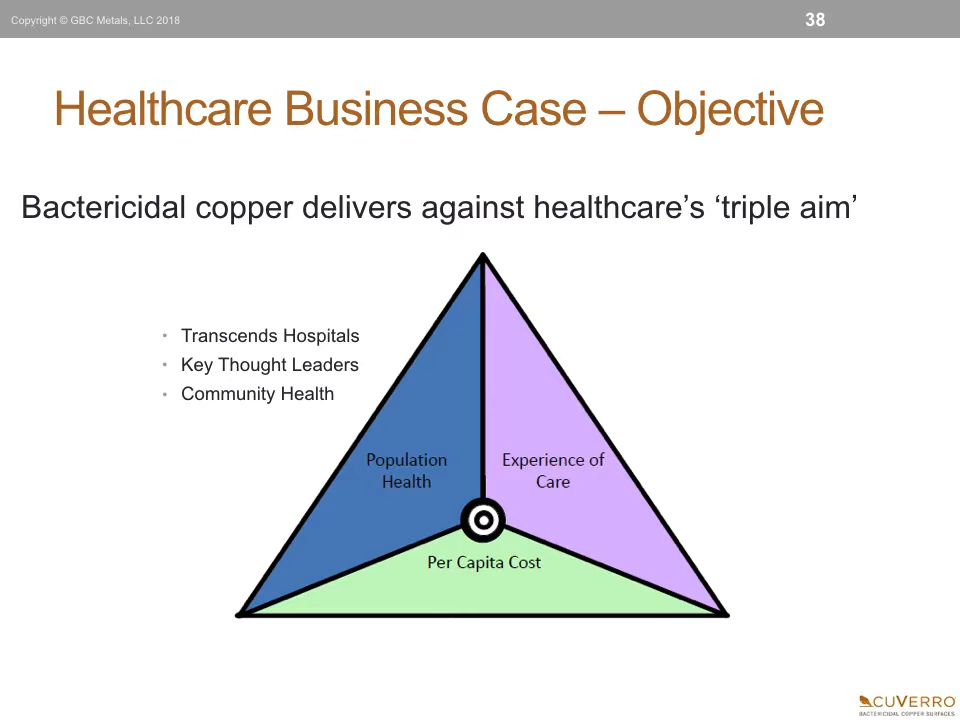 Copyright © GBC Metals, LLC 2018
38
Healthcare Business Case – Objective
Bactericidal copper delivers against healthcare’s ‘triple aim’
• Transcends Hospitals
• Key Thought Leaders
• Community Health
Population
Health
Experience of
Care
Per Capita Cost
CUVERRO
BACTERICIDAL COPPER SURFACES